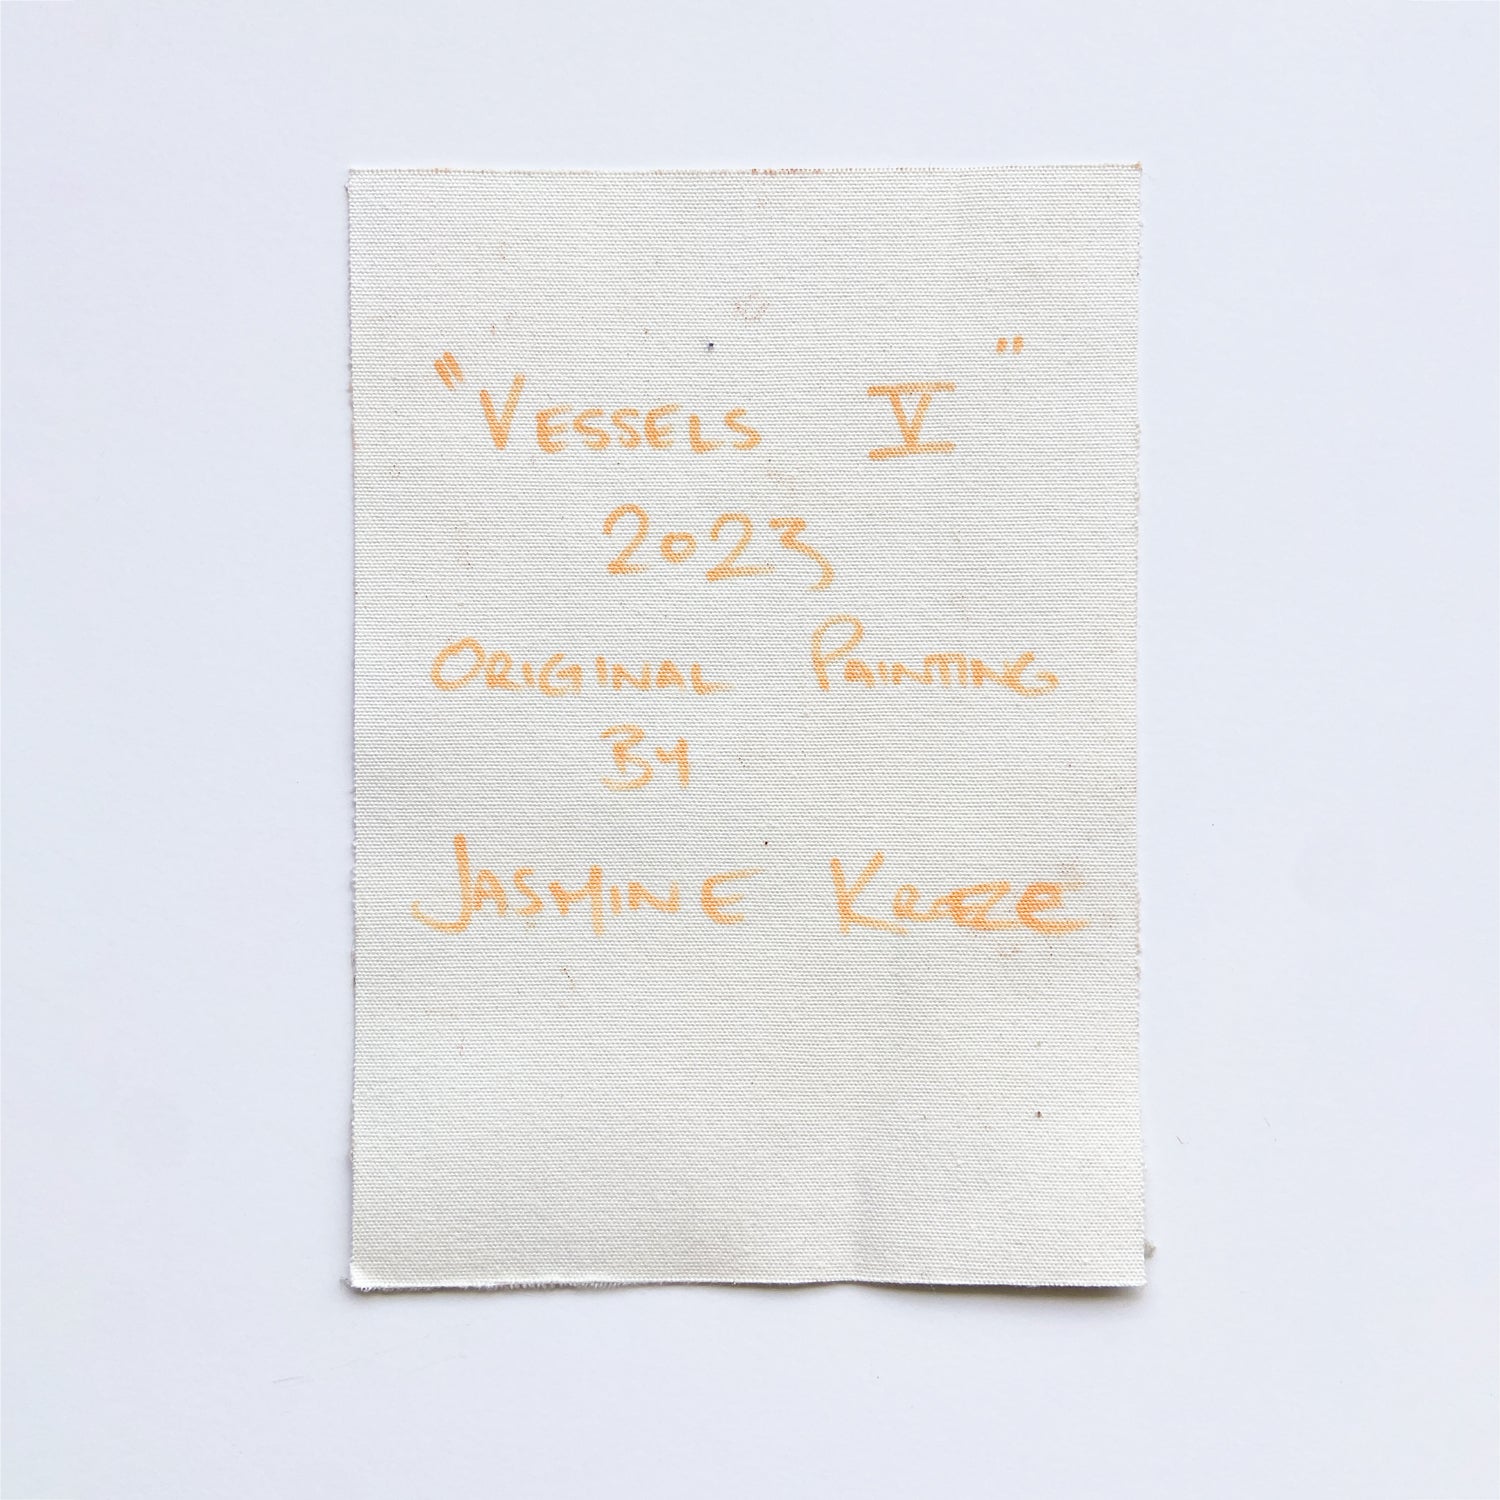 "VESSELS V"
2023
ORIGINAL PAINTING
BY
JASMINE